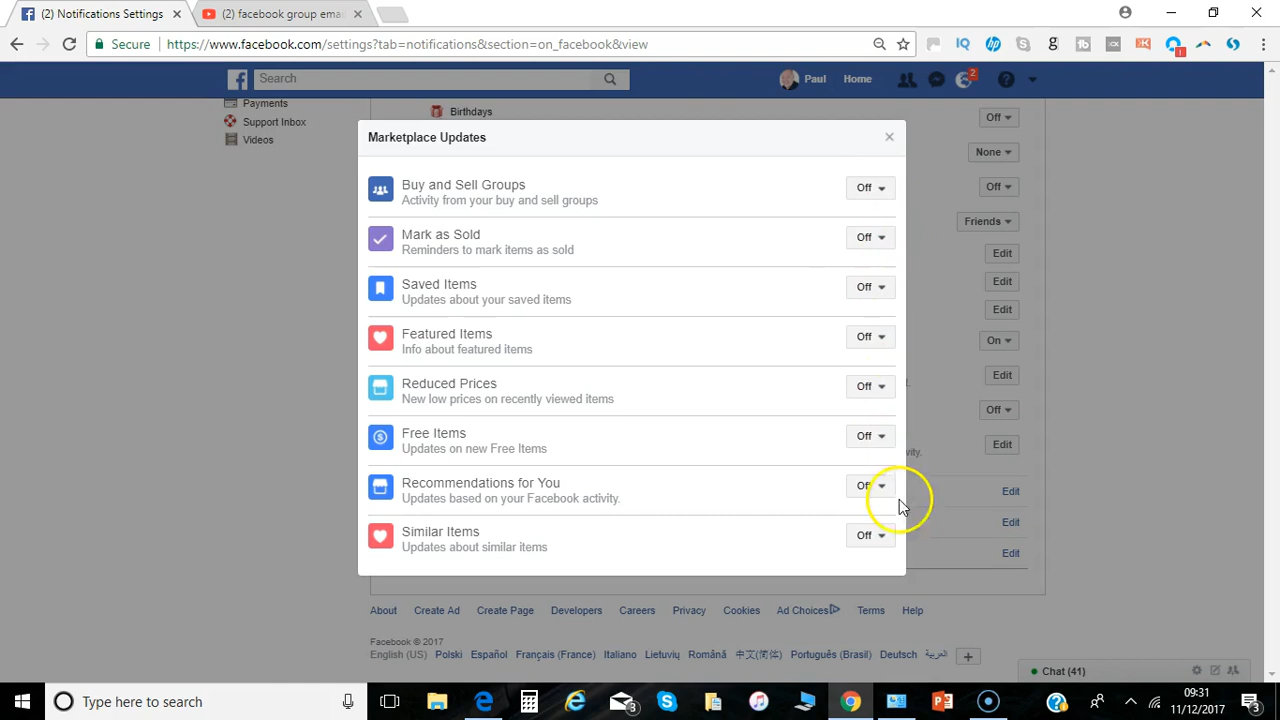 (2) Notifications Settings
(2) facebook group emai
Secure
https://www.facebook.com/settings?tab=notifications&section=on_facebook&view
Search
Paul
Home
2
Payments
Support Inbox
Videos
Birthdays
Off
None
Off
Friends
Edit
Edit
Edit
On
Edit
Off
Edit
Edit
Edit
Edit
Marketplace Updates
Buy and Sell Groups
Activity from your buy and sell groups
Off
Mark as Sold
Reminders to mark items as sold
Off
Saved Items
Updates about your saved items
Off
Featured Items
Info about featured items
Off
Reduced Prices
New low prices on recently viewed items
Off
Free Items
Updates on new Free Items
Off
Recommendations for You
Updates based on your Facebook activity.
Off
Similar Items
Updates about similar items
Off
About Create Ad Create Page Developers Careers Privacy Cookies Ad Choices Terms Help
Facebook © 2017
English (US) Polski Español Français (France) Italiano Lietuvių Română 中文(简体) Português (Brasil) Deutsch العربية
Chat (41)
Type here to search
3
09:31
11/12/2017
3